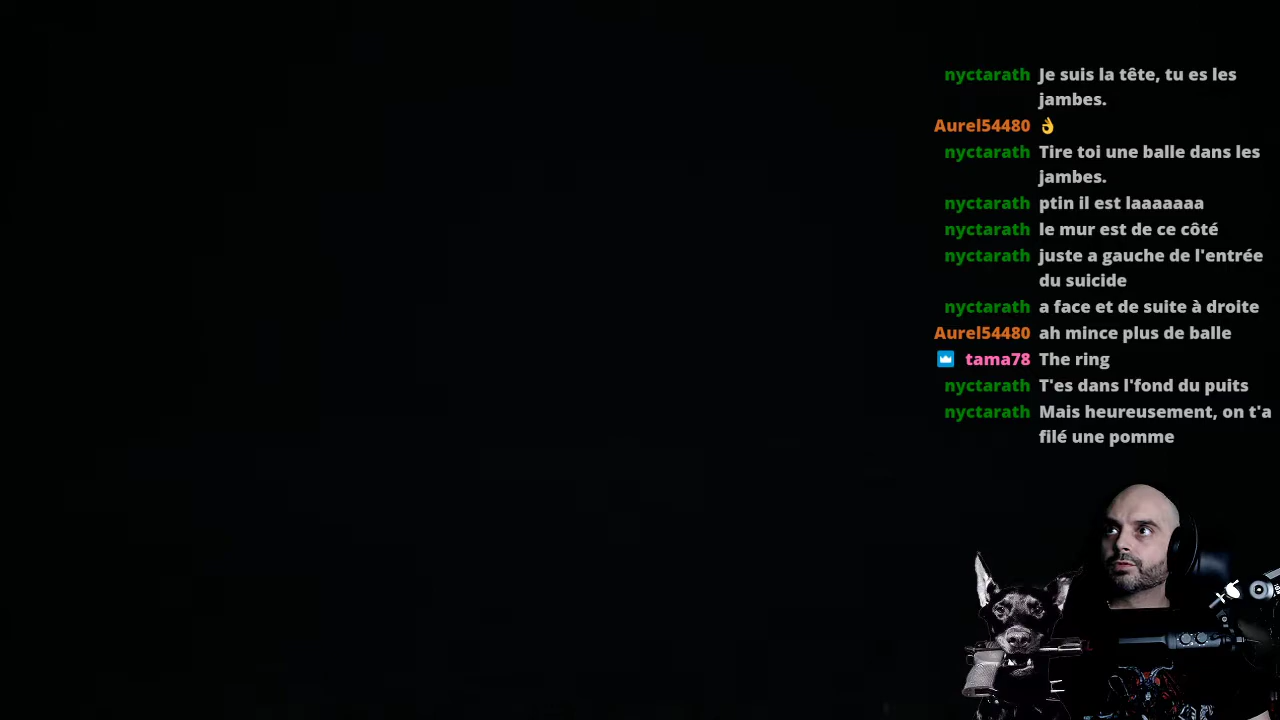 nyctarath Je suis la tête, tu es les
jambes.
Aurel54480 👌
nyctarath Tire toi une balle dans les
jambes.
nyctarath ptin il est laaaaaaa
nyctarath le mur est de ce côté
nyctarath juste a gauche de l'entrée
du suicide
nyctarath a face et de suite à droite
Aurel54480 ah mince plus de balle
tama78 The ring
nyctarath T'es dans l'fond du puits
nyctarath Mais heureusement, on t'a
filé une pomme